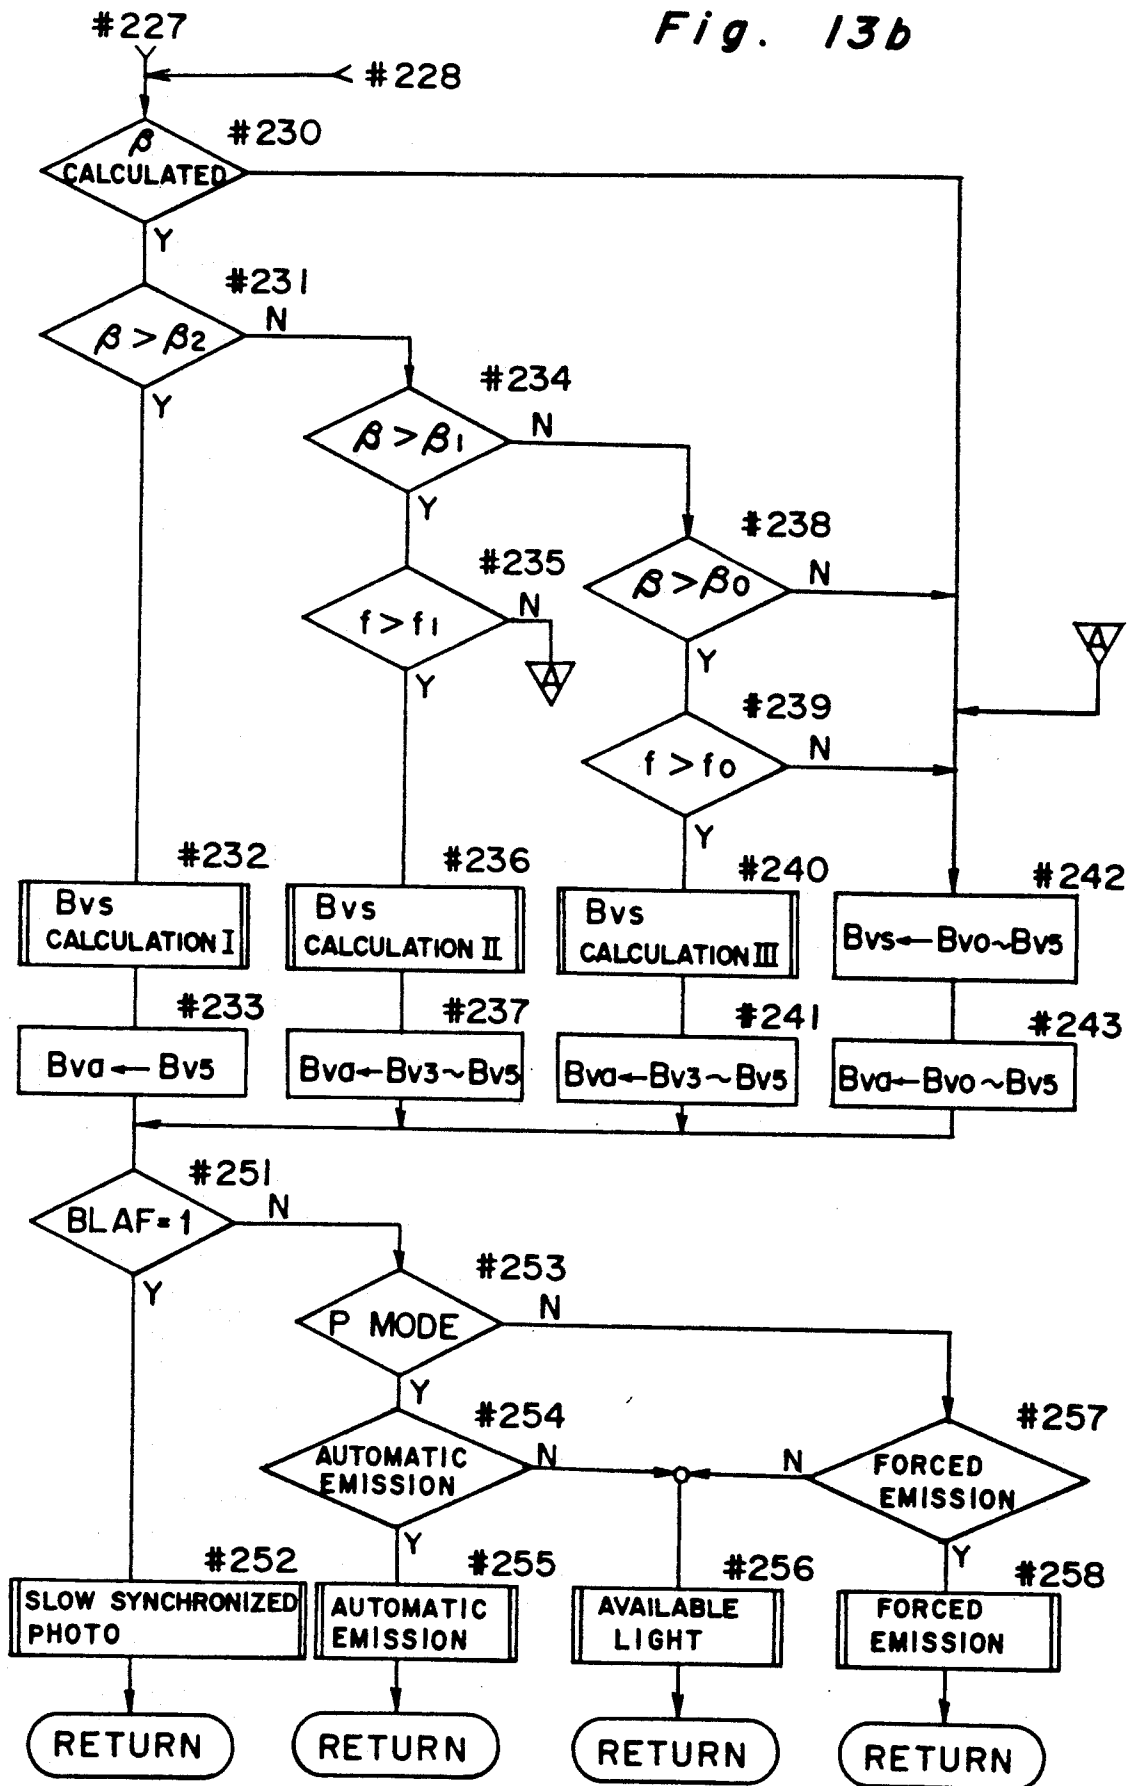 Fig. 13b
#227
Y
< #228
β
CALCULATED
#230
Y
#231
β > β2
N
Y
#234
β > β1
N
Y
#238
β > β0
N
Y
#235
f > f1
N
Y
A
A
#239
f > f0
N
Y
#232
Bvs
CALCULATION I
#236
Bvs
CALCULATION II
#240
Bvs
CALCULATION III
#242
Bvs←Bv0~Bv5
#233
Bva ← Bv5
#237
Bva←Bv3~Bv5
#241
Bva←Bv3~Bv5
#243
Bva←Bv0~Bv5
#251
BLAF=1
N
Y
#253
P MODE
N
Y
#254
AUTOMATIC
EMISSION
N
Y
#257
FORCED
EMISSION
N
Y
#252
SLOW SYNCHRONIZED
PHOTO
#255
AUTOMATIC
EMISSION
#256
AVAILABLE
LIGHT
#258
FORCED
EMISSION
RETURN
RETURN
RETURN
RETURN